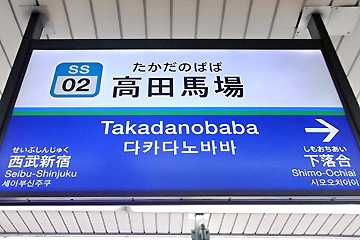 たかだのばば
SS
02
高田馬場
Takadanobaba
다카다노바바
せいぶしんじゅく
西武新宿
Seibu-Shinjuku
세이부신주쿠
しもおちあい
下落合
Shimo-Ochiai
시모오치아이